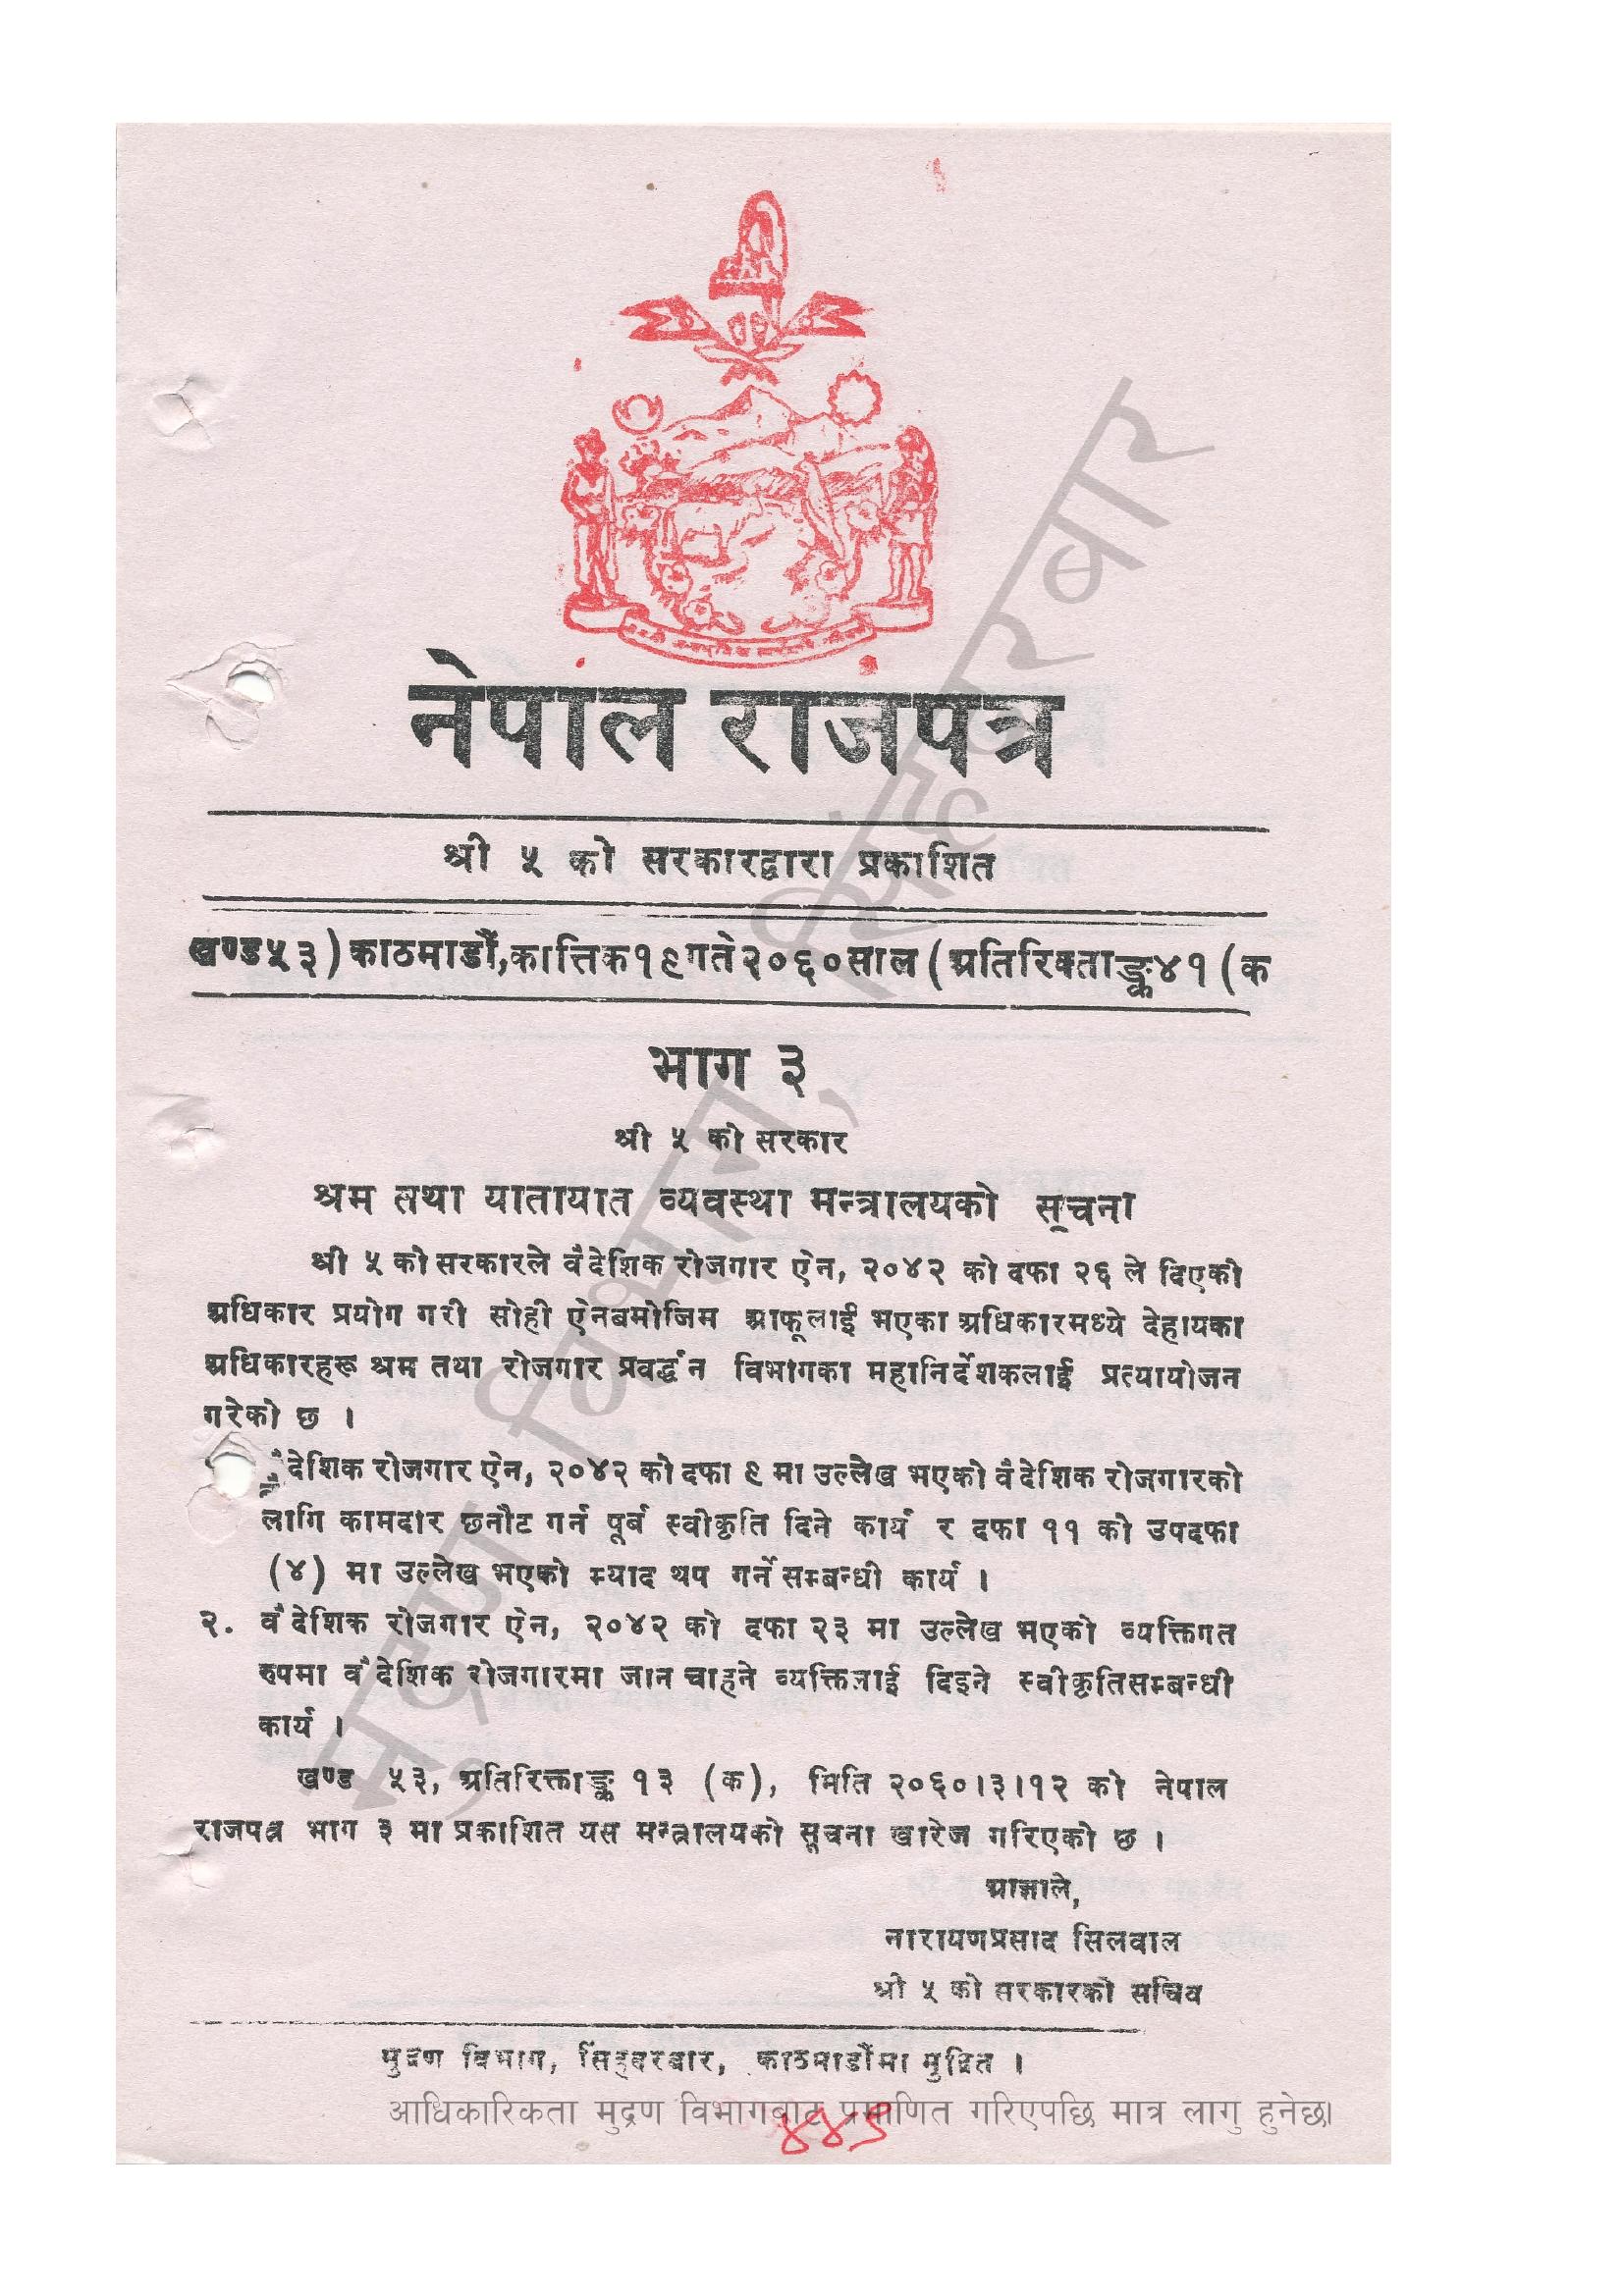 नेपाल राजपत्र
श्री ५ को सरकारद्वारा प्रकाशित
खण्ड५३) काठमाडौं,कात्तिक१९गते२०६०साल (अतिरिक्ताङ्क४१ (क
भाग ३
श्री ५ को सरकार
श्रम तथा यातायात व्यवस्था मन्त्रालयको सूचना
श्री ५ को सरकारले वैदेशिक रोजगार ऐन, २०४२ को दफा २६ ले दिएको
अधिकार प्रयोग गरी सोही ऐनबमोजिम आफूलाई भएका अधिकारमध्ये देहायका
अधिकारहरू श्रम तथा रोजगार प्रवर्द्धन विभागका महानिर्देशकलाई प्रत्यायोजन
गरेको छ ।
वैदेशिक रोजगार ऐन, २०४२ को दफा ९ मा उल्लेख भएको वैदेशिक रोजगारको
लागि कामदार छनौट गर्न पूर्व स्वीकृति दिने कार्य र दफा ११ को उपदफा
(४) मा उल्लेख भएको म्याद थप गर्ने सम्बन्धी कार्य ।
२. वैदेशिक रोजगार ऐन, २०४२ को दफा २३ मा उल्लेख भएको व्यक्तिगत
रुपमा वैदेशिक रोजगारमा जान चाहने व्यक्तिलाई दिइने स्वीकृतिसम्बन्धी
कार्य ।
खण्ड ५३, अतिरिक्ताङ्क १३ (क), मिति २०६०।३।१२ को नेपाल
राजपत्र भाग ३ मा प्रकाशित यस मन्त्रालयको सूचना खारेज गरिएको छ ।
आज्ञाले,
नारायणप्रसाद सिलवाल
श्री ५ को सरकारको सचिव
मुद्रण विभाग, सिंहदरबार, काठमाडौंमा मुद्रित ।
आधिकारिकता मुद्रण विभागबाट प्रमाणित गरिएपछि मात्र लागु हुनेछ।
मुद्रण विभाग, सिंहदरबार